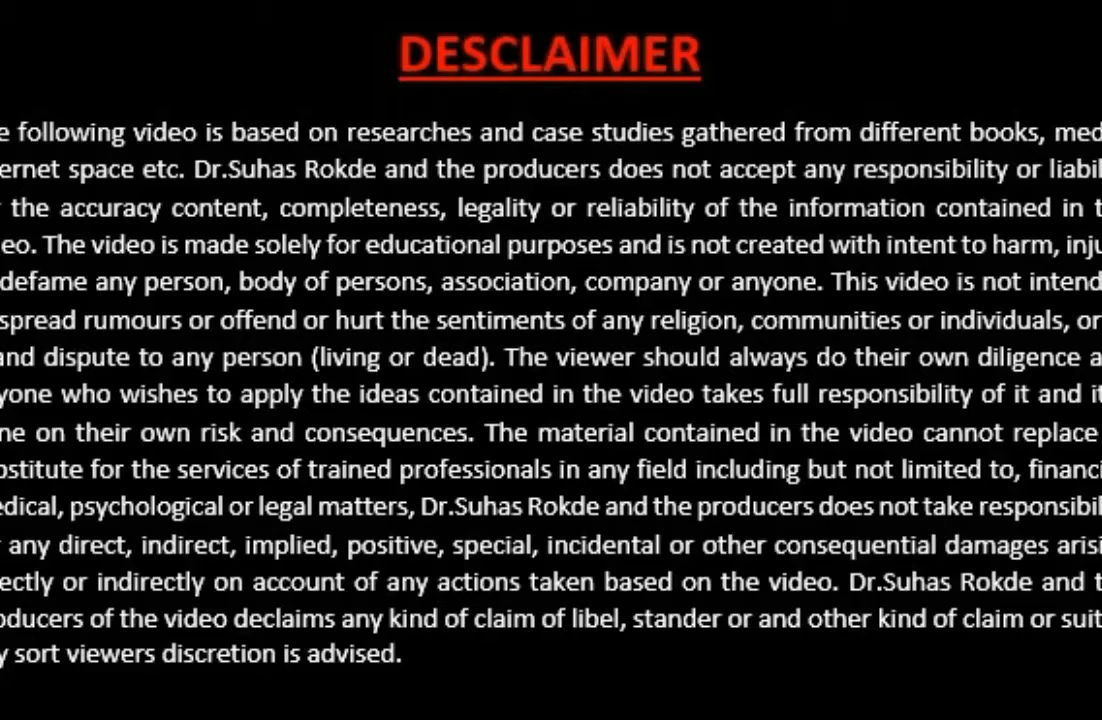 DESCLAIMER
e following video is based on researches and case studies gathered from different books, med
ernet space etc. Dr.Suhas Rokde and the producers does not accept any responsibility or liabil
the accuracy content, completeness, legality or reliability of the information contained in t
eo. The video is made solely for educational purposes and is not created with intent to harm, inju
defame any person, body of persons, association, company or anyone. This video is not intend
spread rumours or offend or hurt the sentiments of any religion, communities or individuals, or
and dispute to any person (living or dead). The viewer should always do their own diligence a
yone who wishes to apply the ideas contained in the video takes full responsibility of it and it
ne on their own risk and consequences. The material contained in the video cannot replace
bstitute for the services of trained professionals in any field including but not limited to, financi
edical, psychological or legal matters, Dr.Suhas Rokde and the producers does not take responsibil
any direct, indirect, implied, positive, special, incidental or other consequential damages arisi
ectly or indirectly on account of any actions taken based on the video. Dr.Suhas Rokde and t
oducers of the video declaims any kind of claim of libel, stander or and other kind of claim or suit
y sort viewers discretion is advised.